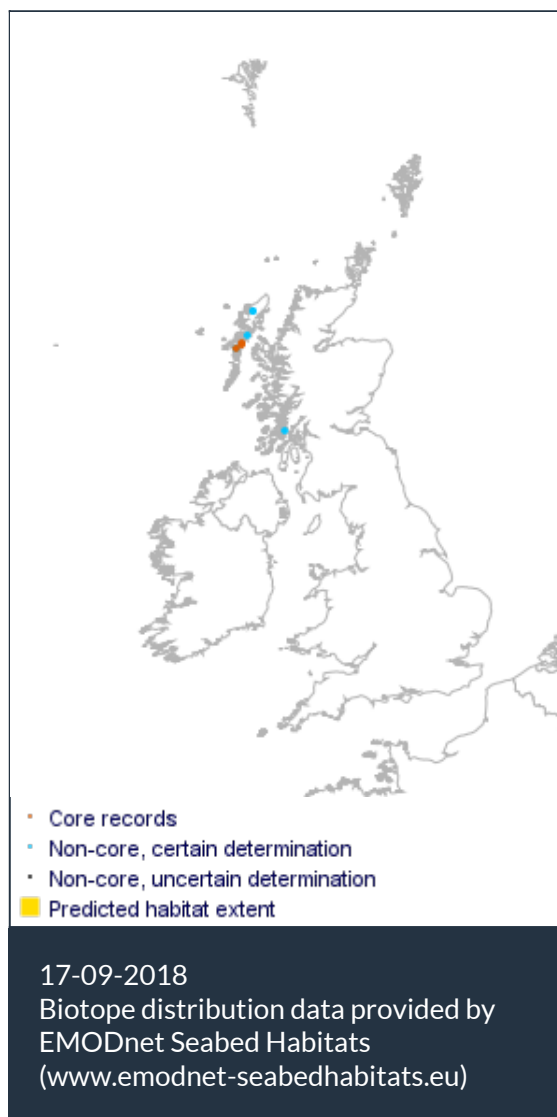 Core records
Non-core, certain determination
Non-core, uncertain determination
Predicted habitat extent
17-09-2018
Biotope distribution data provided by
EMODnet Seabed Habitats
(www.emodnet-seabedhabitats.eu)